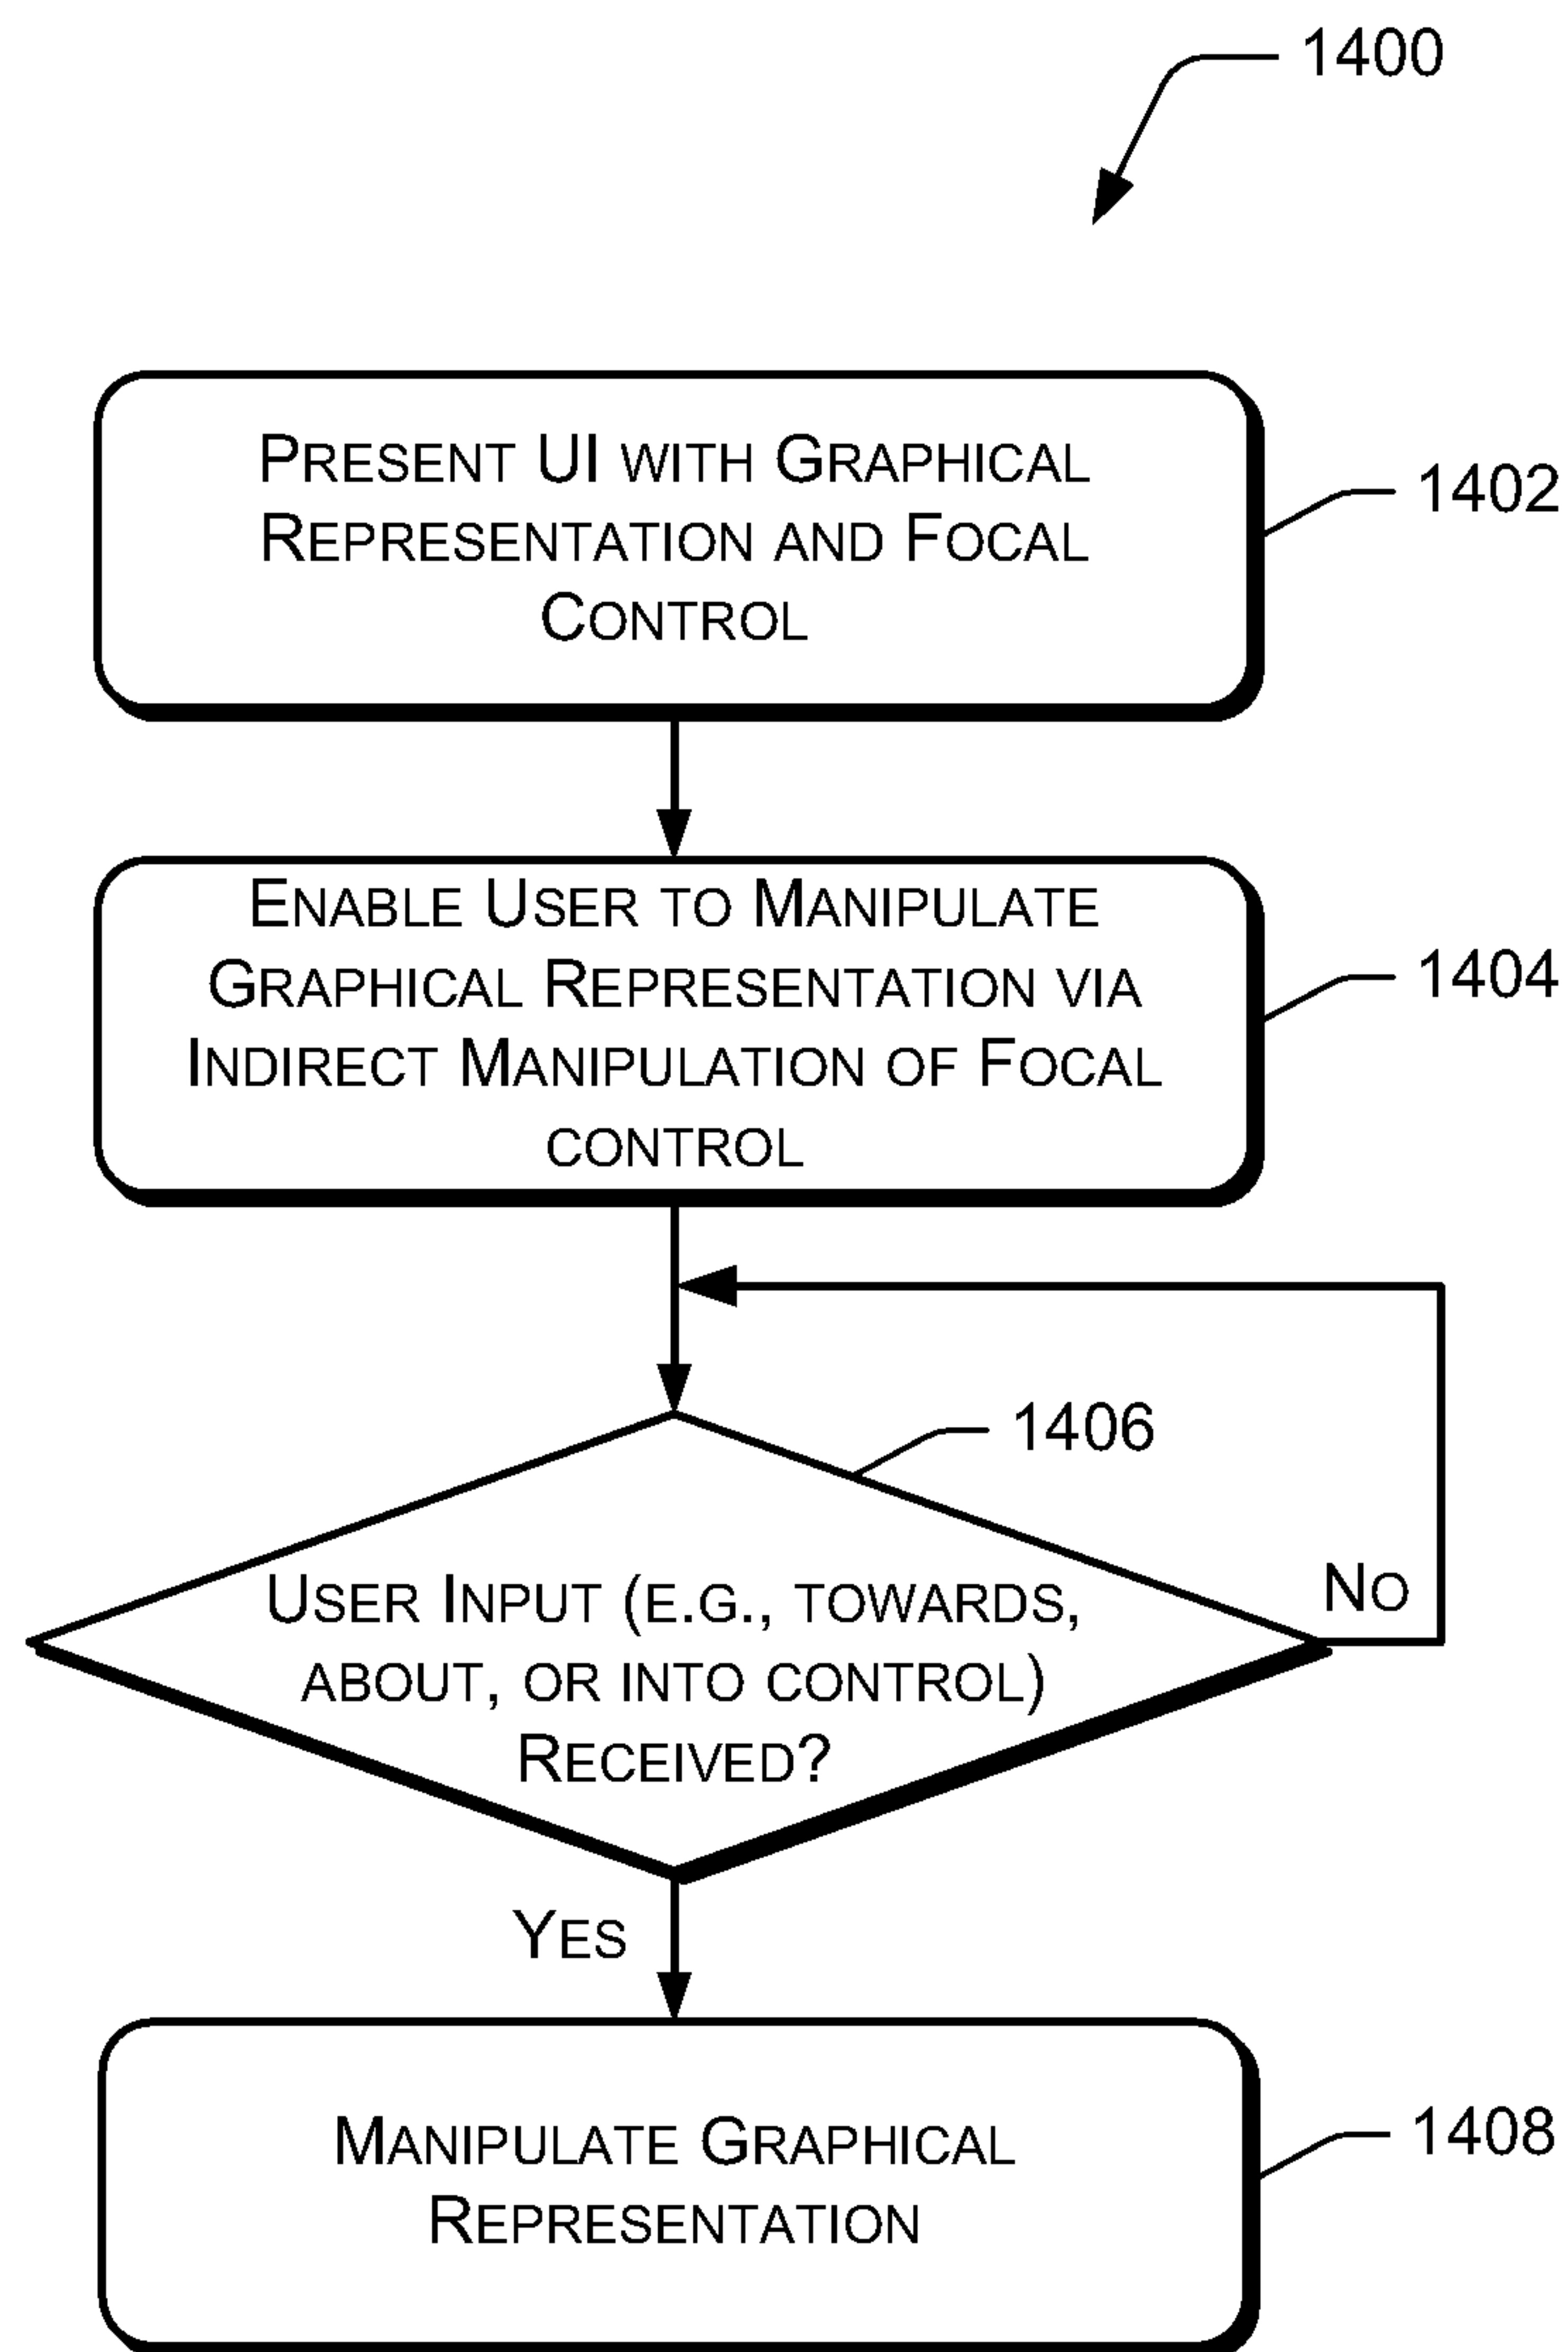 1400
Present UI with Graphical
Representation and Focal
Control
1402
Enable User to Manipulate
Graphical Representation via
Indirect Manipulation of Focal
control
1404
1406
User Input (e.g., towards,
about, or into control)
Received?
No
Yes
Manipulate Graphical
Representation
1408